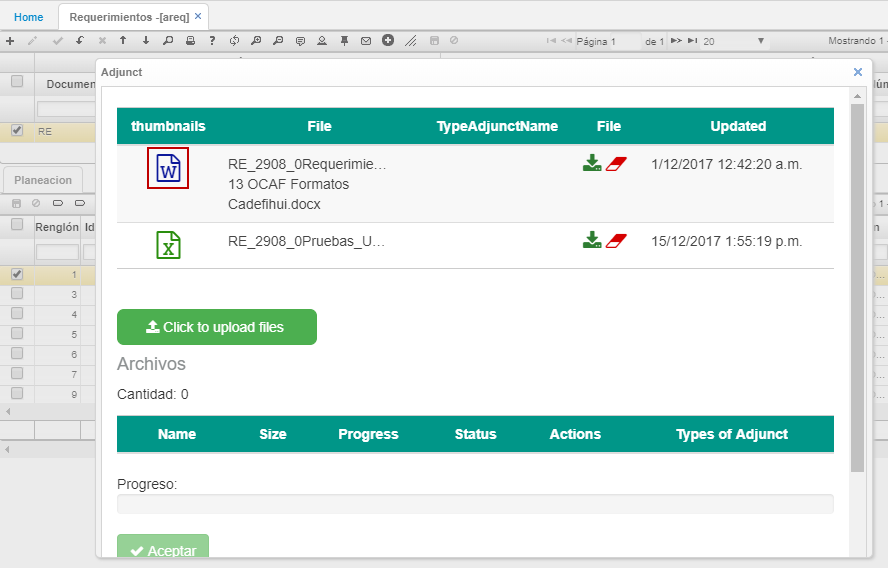 Home
Requerimientos -[areq]
Página 1
de 1
20
Mostrando 1 -
Adjunct
Documen
RE
Planeacion
Renglón
Id
1
3
4
5
6
7
9
thumbnails File TypeAdjunctName File Updated
RE_2908_0Requerimie... 1/12/2017 12:42:20 a.m.
13 OCAF Formatos
Cadefihui.docx
RE_2908_0Pruebas_U... 15/12/2017 1:55:19 p.m.
Click to upload files
Archivos
Cantidad: 0
Name Size Progress Status Actions Types of Adjunct
Progreso:
Aceptar